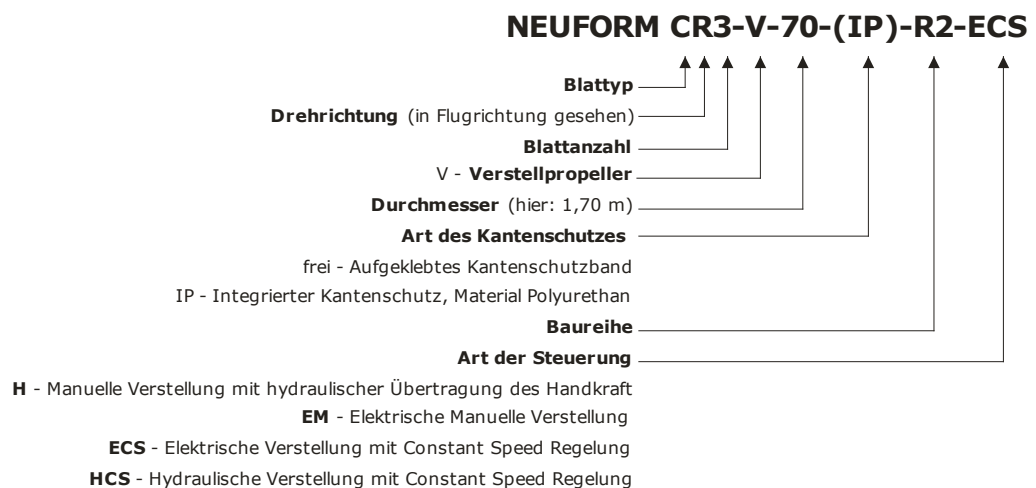 NEUFORM CR3-V-70-(IP)-R2-ECS
Blattyp
Drehrichtung (in Flugrichtung gesehen)
Blattanzahl
V - Verstellpropeller
Durchmesser (hier: 1,70 m)
Art des Kantenschutzes
frei - Aufgeklebtes Kantenschutzband
IP - Integrierter Kantenschutz, Material Polyurethan
Baureihe
Art der Steuerung
H - Manuelle Verstellung mit hydraulischer Übertragung des Handkraft
EM - Elektrische Manuelle Verstellung
ECS - Elektrische Verstellung mit Constant Speed Regelung
HCS - Hydraulische Verstellung mit Constant Speed Regelung